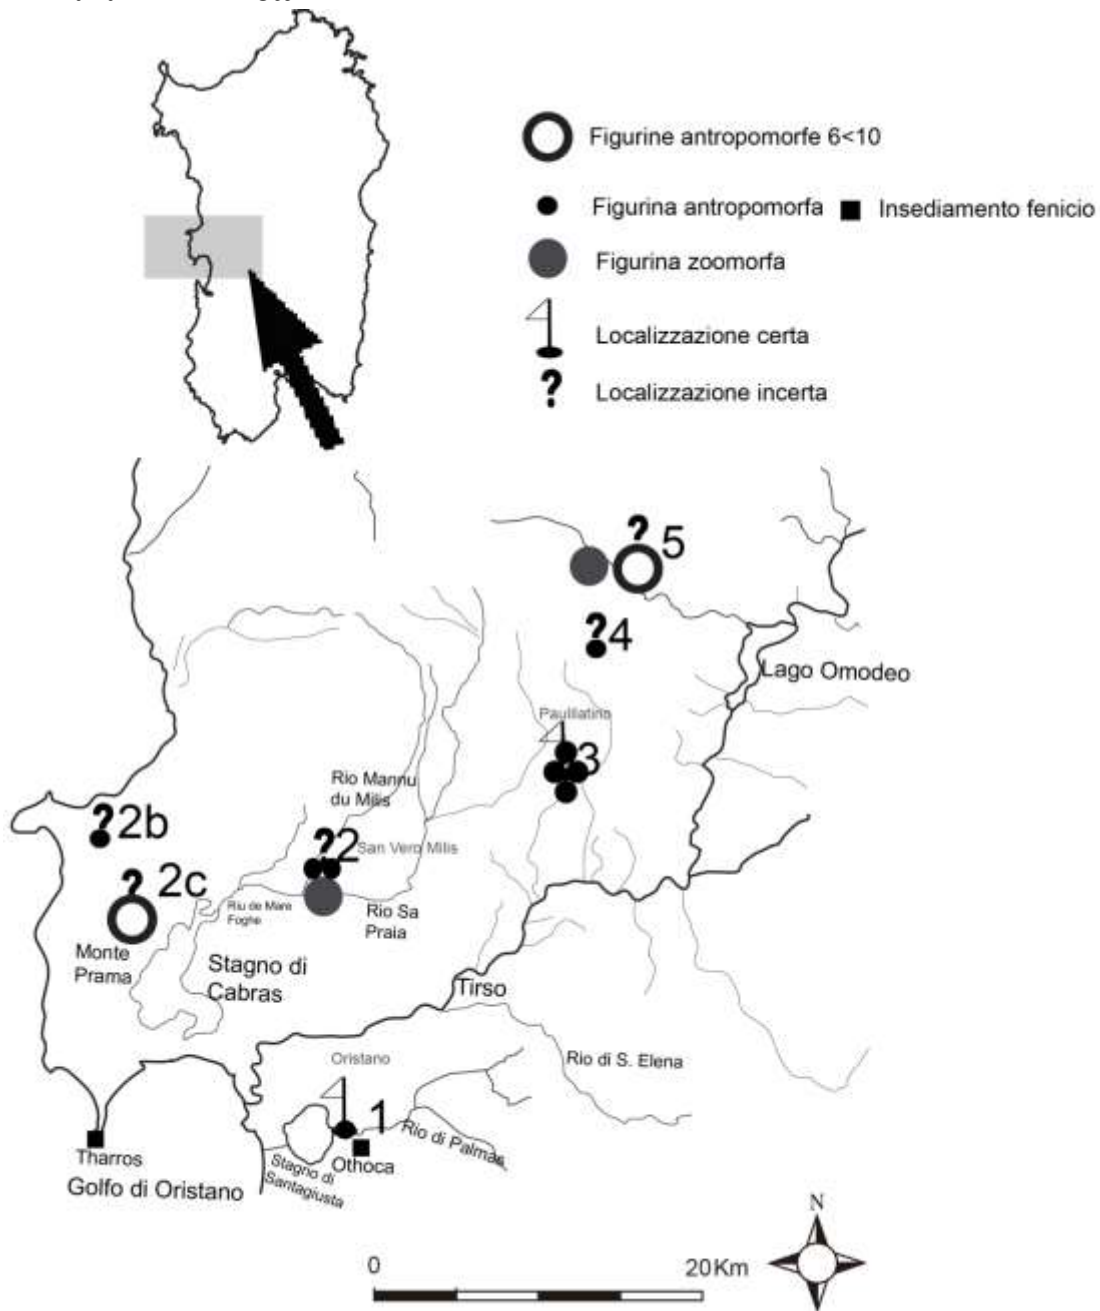 Figurine antropomorfe 6<10
Figurina antropomorfa
Insediamento fenicio
Figurina zoomorfa
Localizzazione certa
?
Localizzazione incerta
?
5
?
4
Lago Omodeo
Paulilatino
3
Rio Mannu
du Milis
?
2b
?
2
San Vero Milis
?
2c
Riu de Mare
Foghe
Rio Sa
Praia
Monte
Prama
Stagno di
Cabras
Tirso
Oristano
Rio di S. Elena
1
Rio di Palmas
Tharros
Othoca
Stagno di
Santagiusta
Golfo di Oristano
N
0
20Km